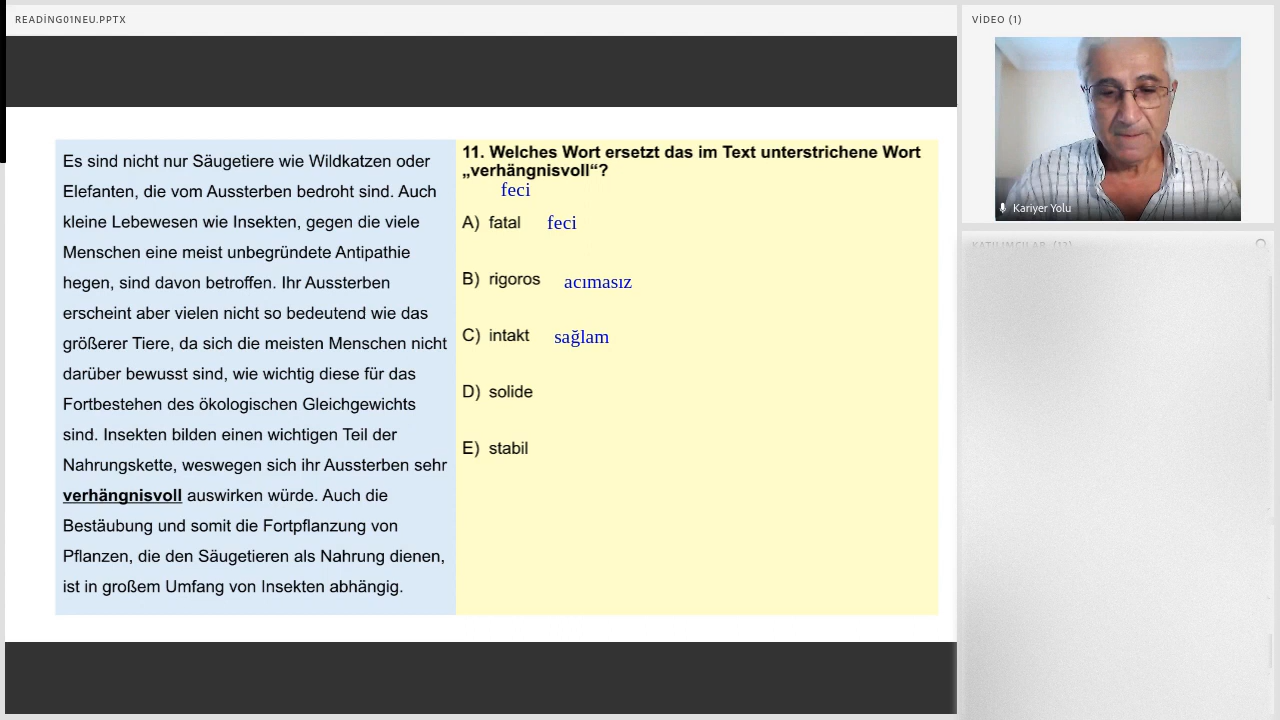 READİNG01NEU.PPTX
VİDEO (1)
Kariyer Yolu
KATILIMCILAR (13)
Es sind nicht nur Säugetiere wie Wildkatzen oder
Elefanten, die vom Aussterben bedroht sind. Auch
kleine Lebewesen wie Insekten, gegen die viele
Menschen eine meist unbegründete Antipathie
hegen, sind davon betroffen. Ihr Aussterben
erscheint aber vielen nicht so bedeutend wie das
größerer Tiere, da sich die meisten Menschen nicht
darüber bewusst sind, wie wichtig diese für das
Fortbestehen des ökologischen Gleichgewichts
sind. Insekten bilden einen wichtigen Teil der
Nahrungskette, weswegen sich ihr Aussterben sehr
verhängnisvoll auswirken würde. Auch die
Bestäubung und somit die Fortpflanzung von
Pflanzen, die den Säugetieren als Nahrung dienen,
ist in großem Umfang von Insekten abhängig.
11. Welches Wort ersetzt das im Text unterstrichene Wort
„verhängnisvoll“?
feci
A) fatal feci
B) rigoros acımasız
C) intakt sağlam
D) solide
E) stabil